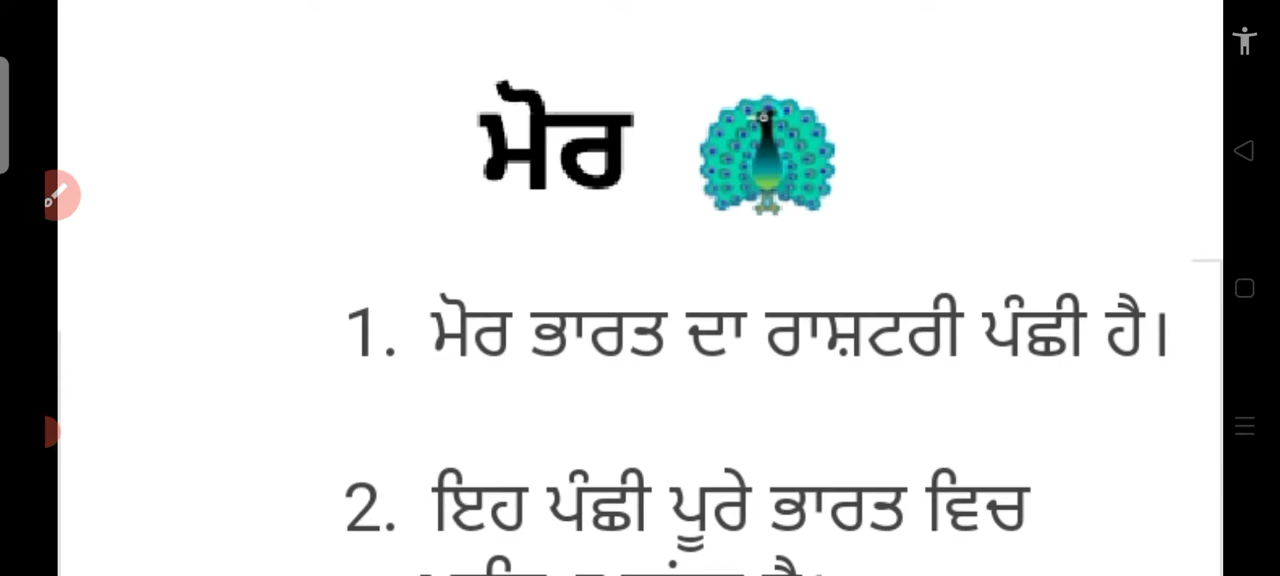 ਮੋਰ
1. ਮੋਰ ਭਾਰਤ ਦਾ ਰਾਸ਼ਟਰੀ ਪੰਛੀ ਹੈ।
2. ਇਹ ਪੰਛੀ ਪੂਰੇ ਭਾਰਤ ਵਿਚ